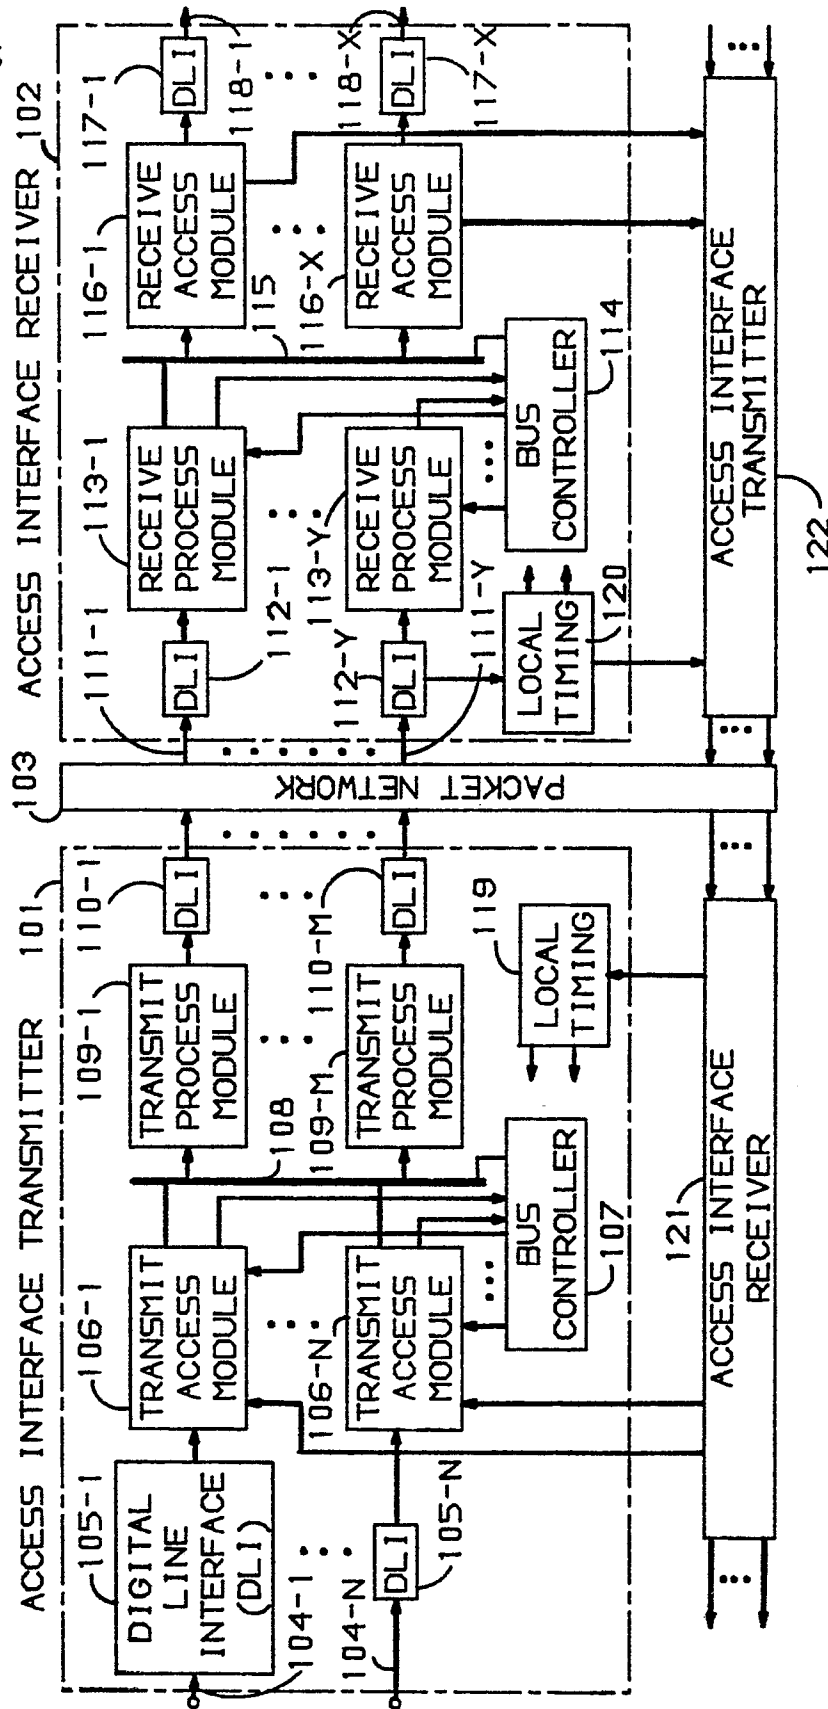 ACCESS INTERFACE TRANSMITTER 101
105-1
DIGITAL
LINE
INTERFACE
(DLI)
104-1
104-N
DLI
105-N
106-1
TRANSMIT
ACCESS
MODULE
106-N
TRANSMIT
ACCESS
MODULE
BUS
CONTROLLER
107
108
109-1
TRANSMIT
PROCESS
MODULE
109-M
TRANSMIT
PROCESS
MODULE
110-1
DLI
110-M
DLI
119
LOCAL
TIMING
103
PACKET NETWORK
ACCESS INTERFACE RECEIVER 102
111-1
DLI
112-1
112-Y
DLI
111-Y
113-1
RECEIVE
PROCESS
MODULE
113-Y
RECEIVE
PROCESS
MODULE
LOCAL
TIMING
120
BUS
CONTROLLER
114
115
116-1
RECEIVE
ACCESS
MODULE
116-X
RECEIVE
ACCESS
MODULE
117-1
DLI
118-1
118-X
DLI
117-X
121
ACCESS INTERFACE
RECEIVER
ACCESS INTERFACE
TRANSMITTER
122